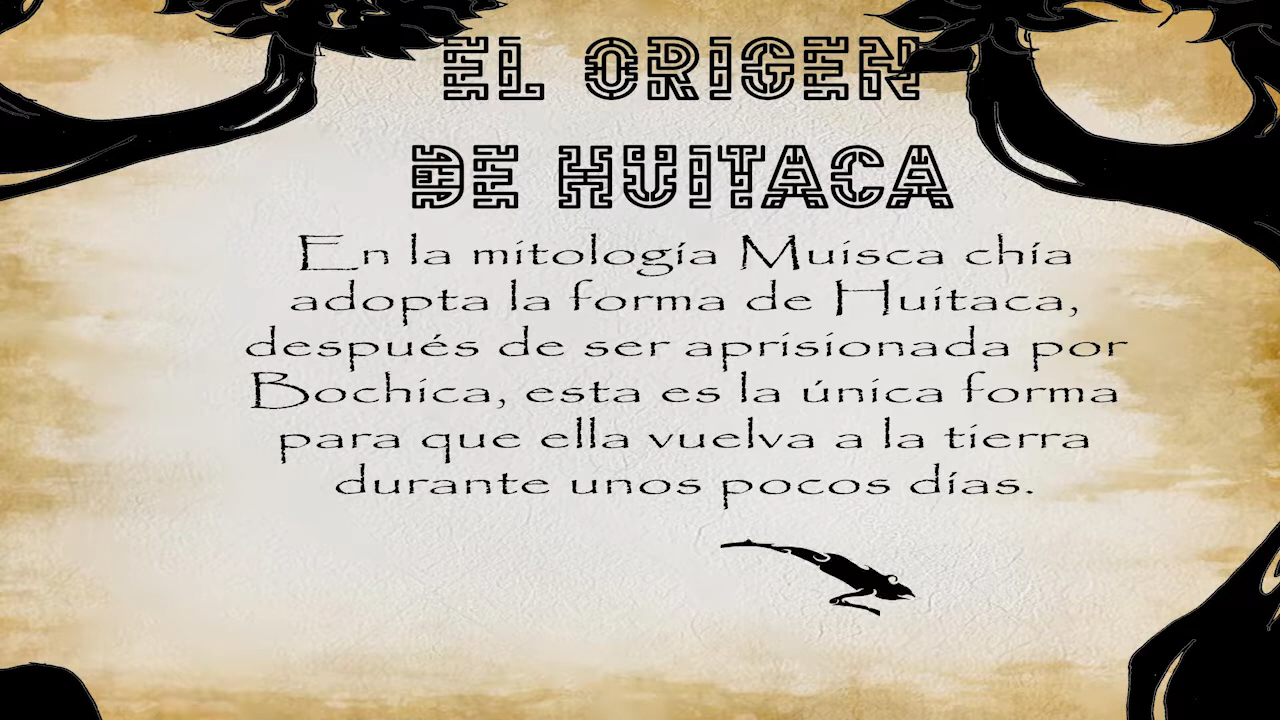 EL ORIGEN
DE HUITACA
En la mitología Muisca chía
adopta la forma de Huitaca,
después de ser aprisionada por
Bochica, esta es la única forma
para que ella vuelva a la tierra
durante unos pocos días.